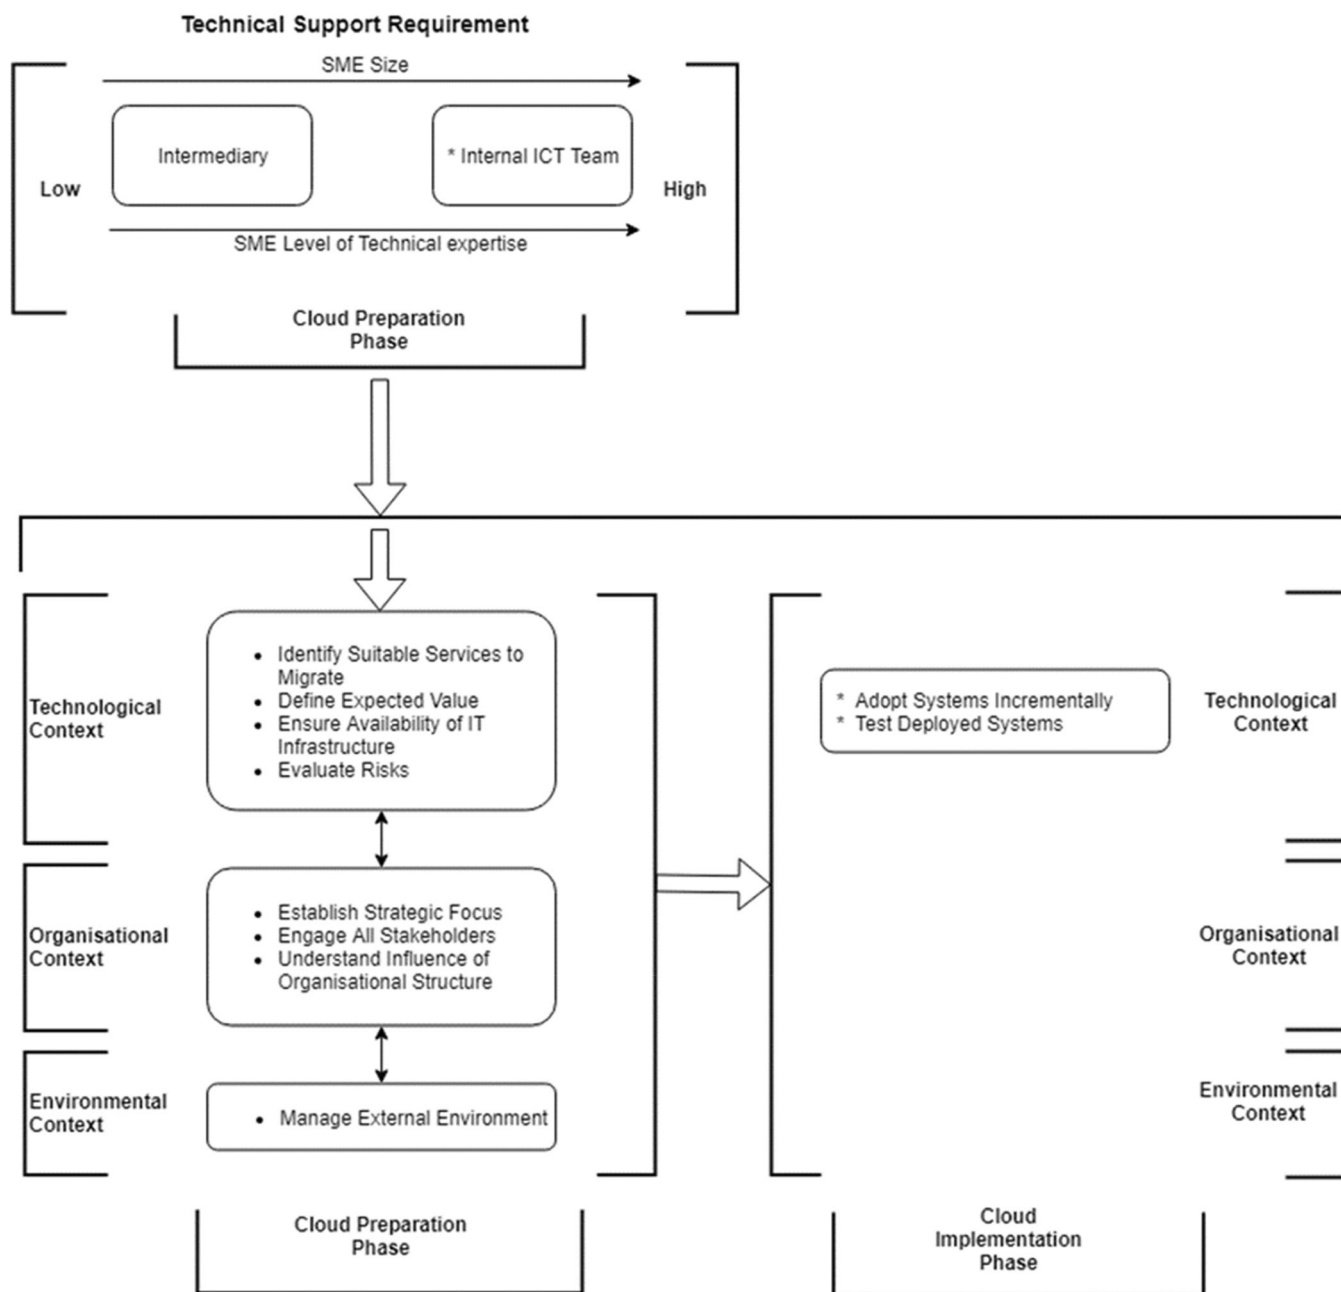 Technical Support Requirement
SME Size
Intermediary
* Internal ICT Team
Low
High
SME Level of Technical expertise
Cloud Preparation
Phase
• Identify Suitable Services to
Migrate
• Define Expected Value
• Ensure Availability of IT
Infrastructure
• Evaluate Risks
Technological
Context
* Adopt Systems Incrementally
* Test Deployed Systems
Technological
Context
• Establish Strategic Focus
• Engage All Stakeholders
• Understand Influence of
Organisational Structure
Organisational
Context
Organisational
Context
Environmental
Context
• Manage External Environment
Environmental
Context
Cloud Preparation
Phase
Cloud
Implementation
Phase